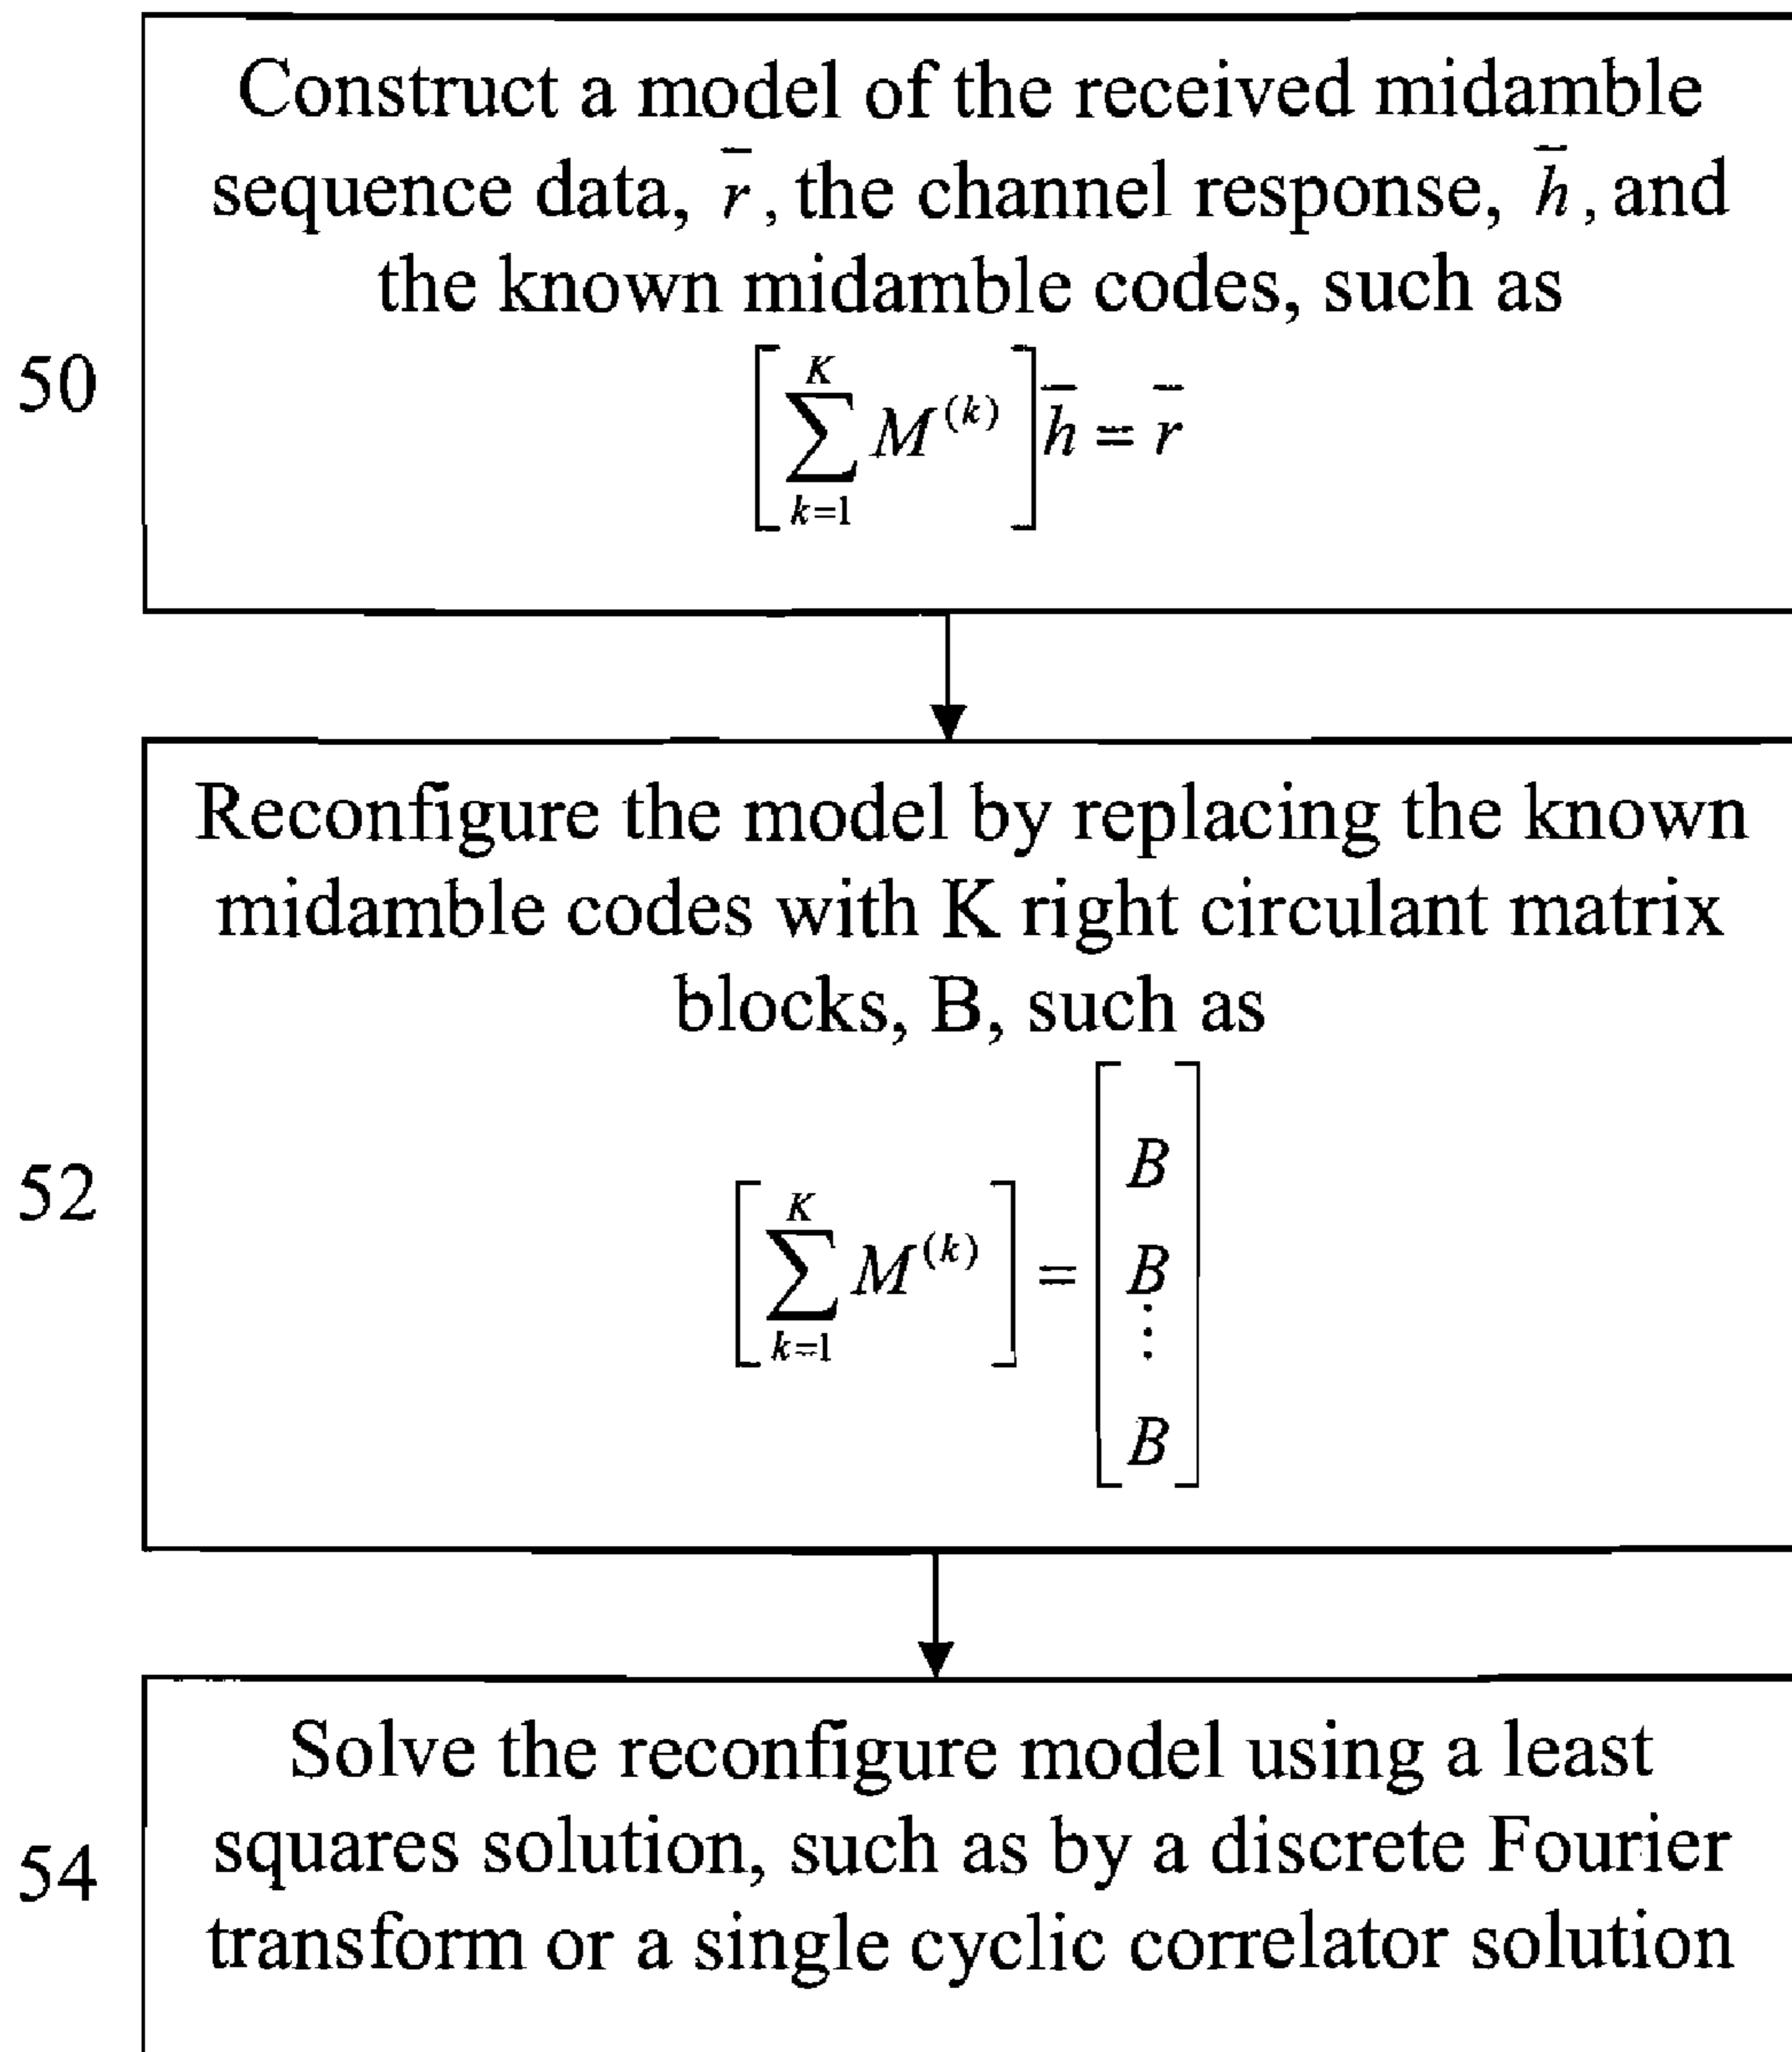 Construct a model of the received midamble
sequence data, r̄, the channel response, h̄, and
the known midamble codes, such as
50
[∑_{k=1}^{K} M^{(k)}] h̄ = r̄
Reconfigure the model by replacing the known
midamble codes with K right circulant matrix
blocks, B, such as
52
[∑_{k=1}^{K} M^{(k)}] = [B B ⋮ B]
Solve the reconfigure model using a least
squares solution, such as by a discrete Fourier
54
transform or a single cyclic correlator solution